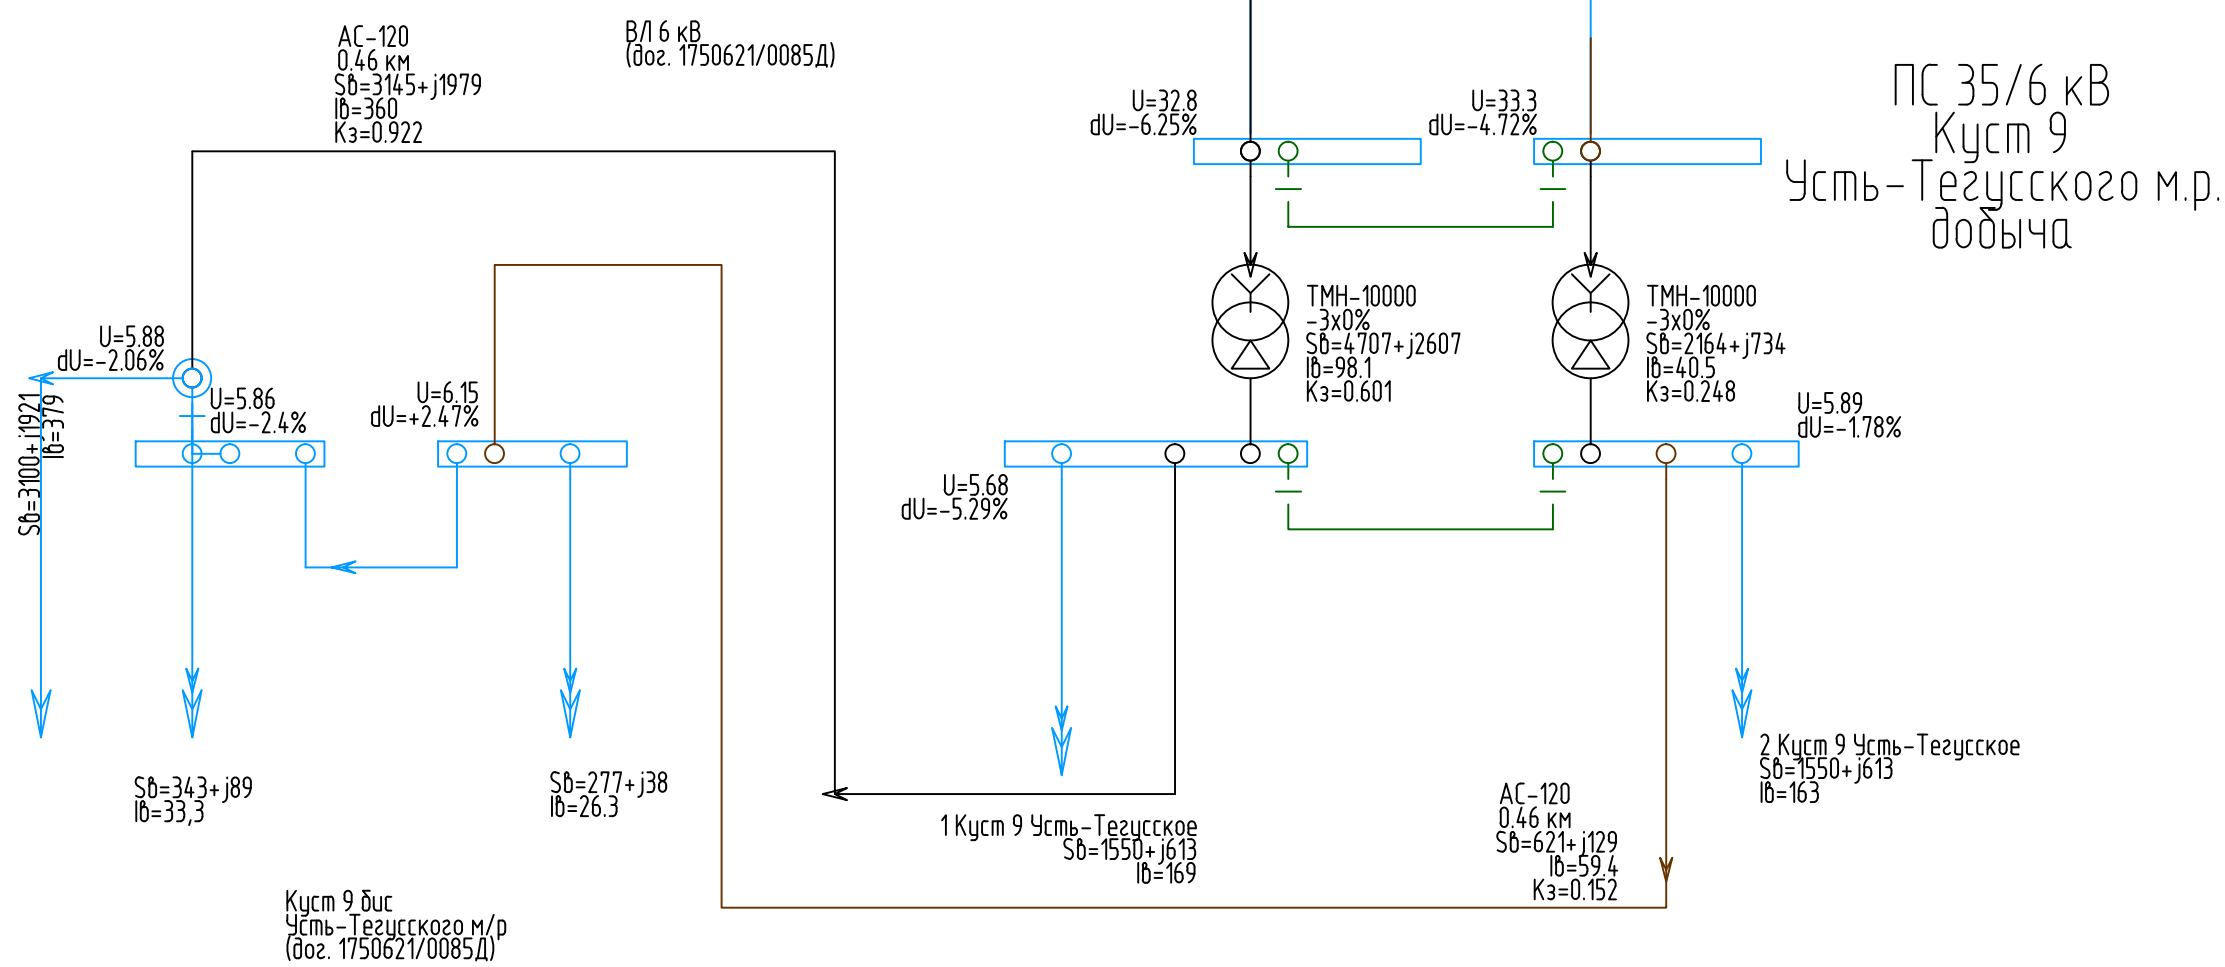 АС-120
0.46 км
Sв=3145+j1979
Iв=360
Кз=0.922
ВЛ 6 кВ
(дог. 1750621/0085Д)
U=32.8
dU=-6.25%
U=33.3
dU=-4.72%
ПС 35/6 кВ
Куст 9
Усть-Тегусского м.р.
добыча
ТМН-10000
-3х0%
Sв=4707+j2607
Iв=98.1
Кз=0.601
ТМН-10000
-3х0%
Sв=2164+j734
Iв=40.5
Кз=0.248
U=5.88
dU=-2.06%
Sв=3100+j1921
Iв=379
U=5.86
dU=-2.4%
U=6.15
dU=+2.47%
U=5.89
dU=-1.78%
U=5.68
dU=-5.29%
Sв=343+j89
Iв=33,3
Sв=277+j38
Iв=26.3
1 Куст 9 Усть-Тегусское
Sв=1550+j613
Iв=169
АС-120
0.46 км
Sв=621+j129
Iв=59.4
Кз=0.152
2 Куст 9 Усть-Тегусское
Sв=1550+j613
Iв=163
Куст 9 бис
Усть-Тегусского м/р
(дог. 1750621/0085Д)